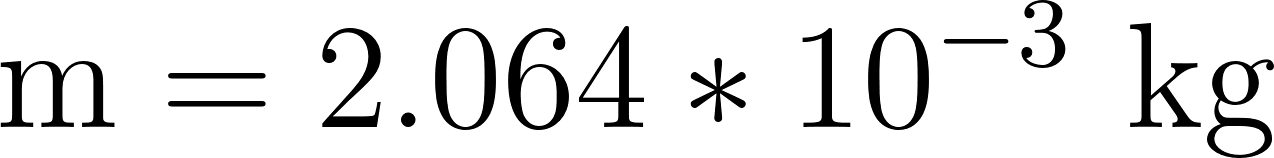 m = 2.064 * 10⁻³ kg